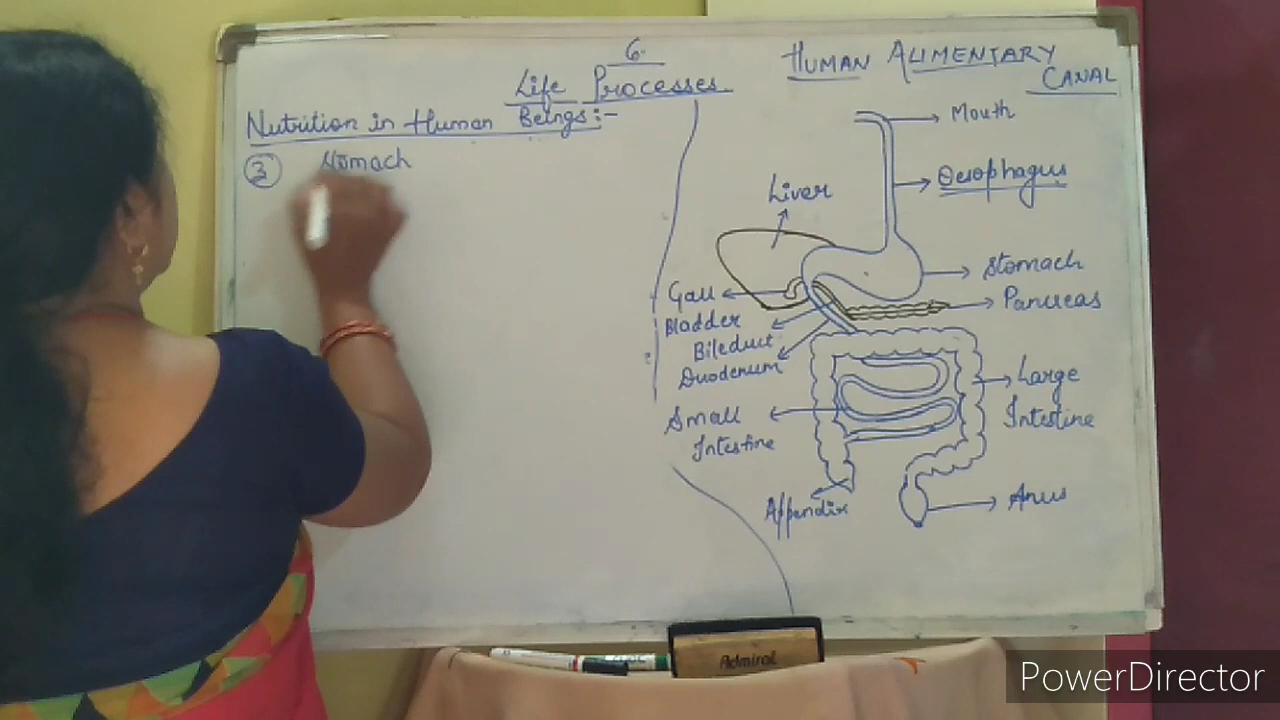 6.
Life Processes
Nutrition in Human Beings:-
3 Stomach
HUMAN ALIMENTARY
CANAL
Mouth
Oesophagus
Liver
Stomach
Pancreas
Gall
Bladder
Bileduct
Duodenum
Large
Intestine
Small
Intestine
Appendix
Anus
Admiral
PowerDirector